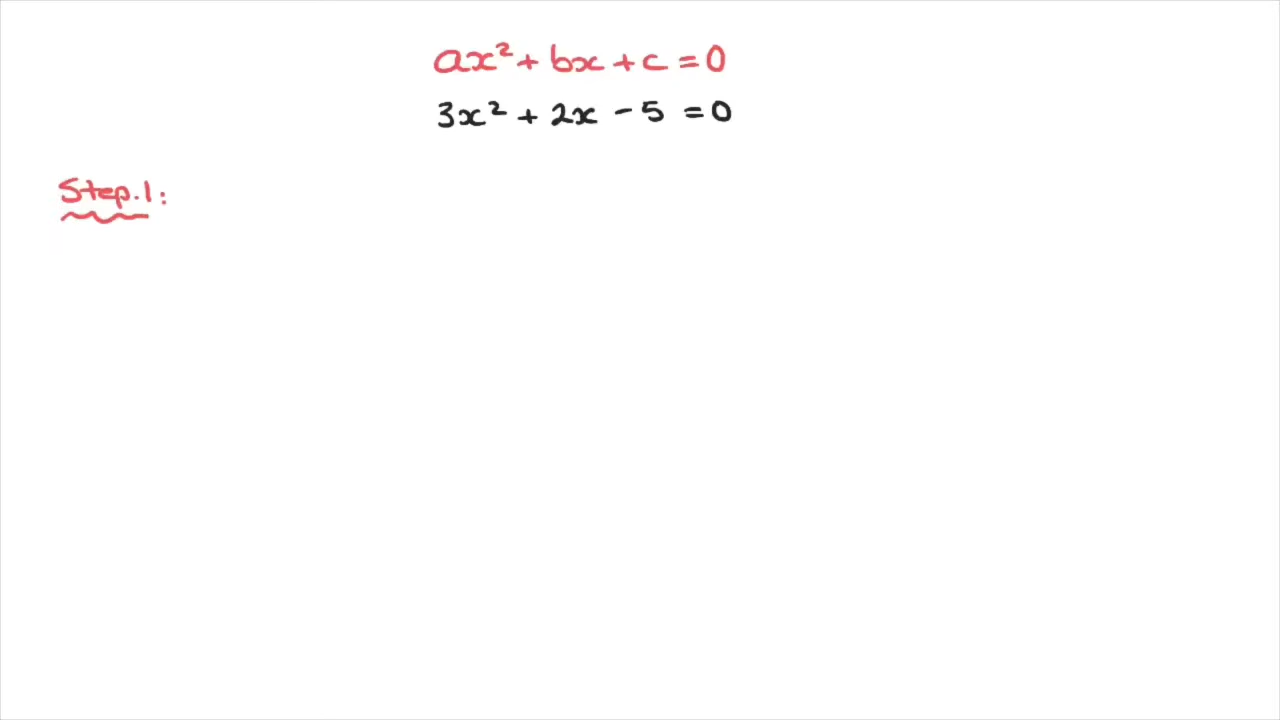 ax² + bx + c = 0
3x² + 2x - 5 = 0
Step.1: